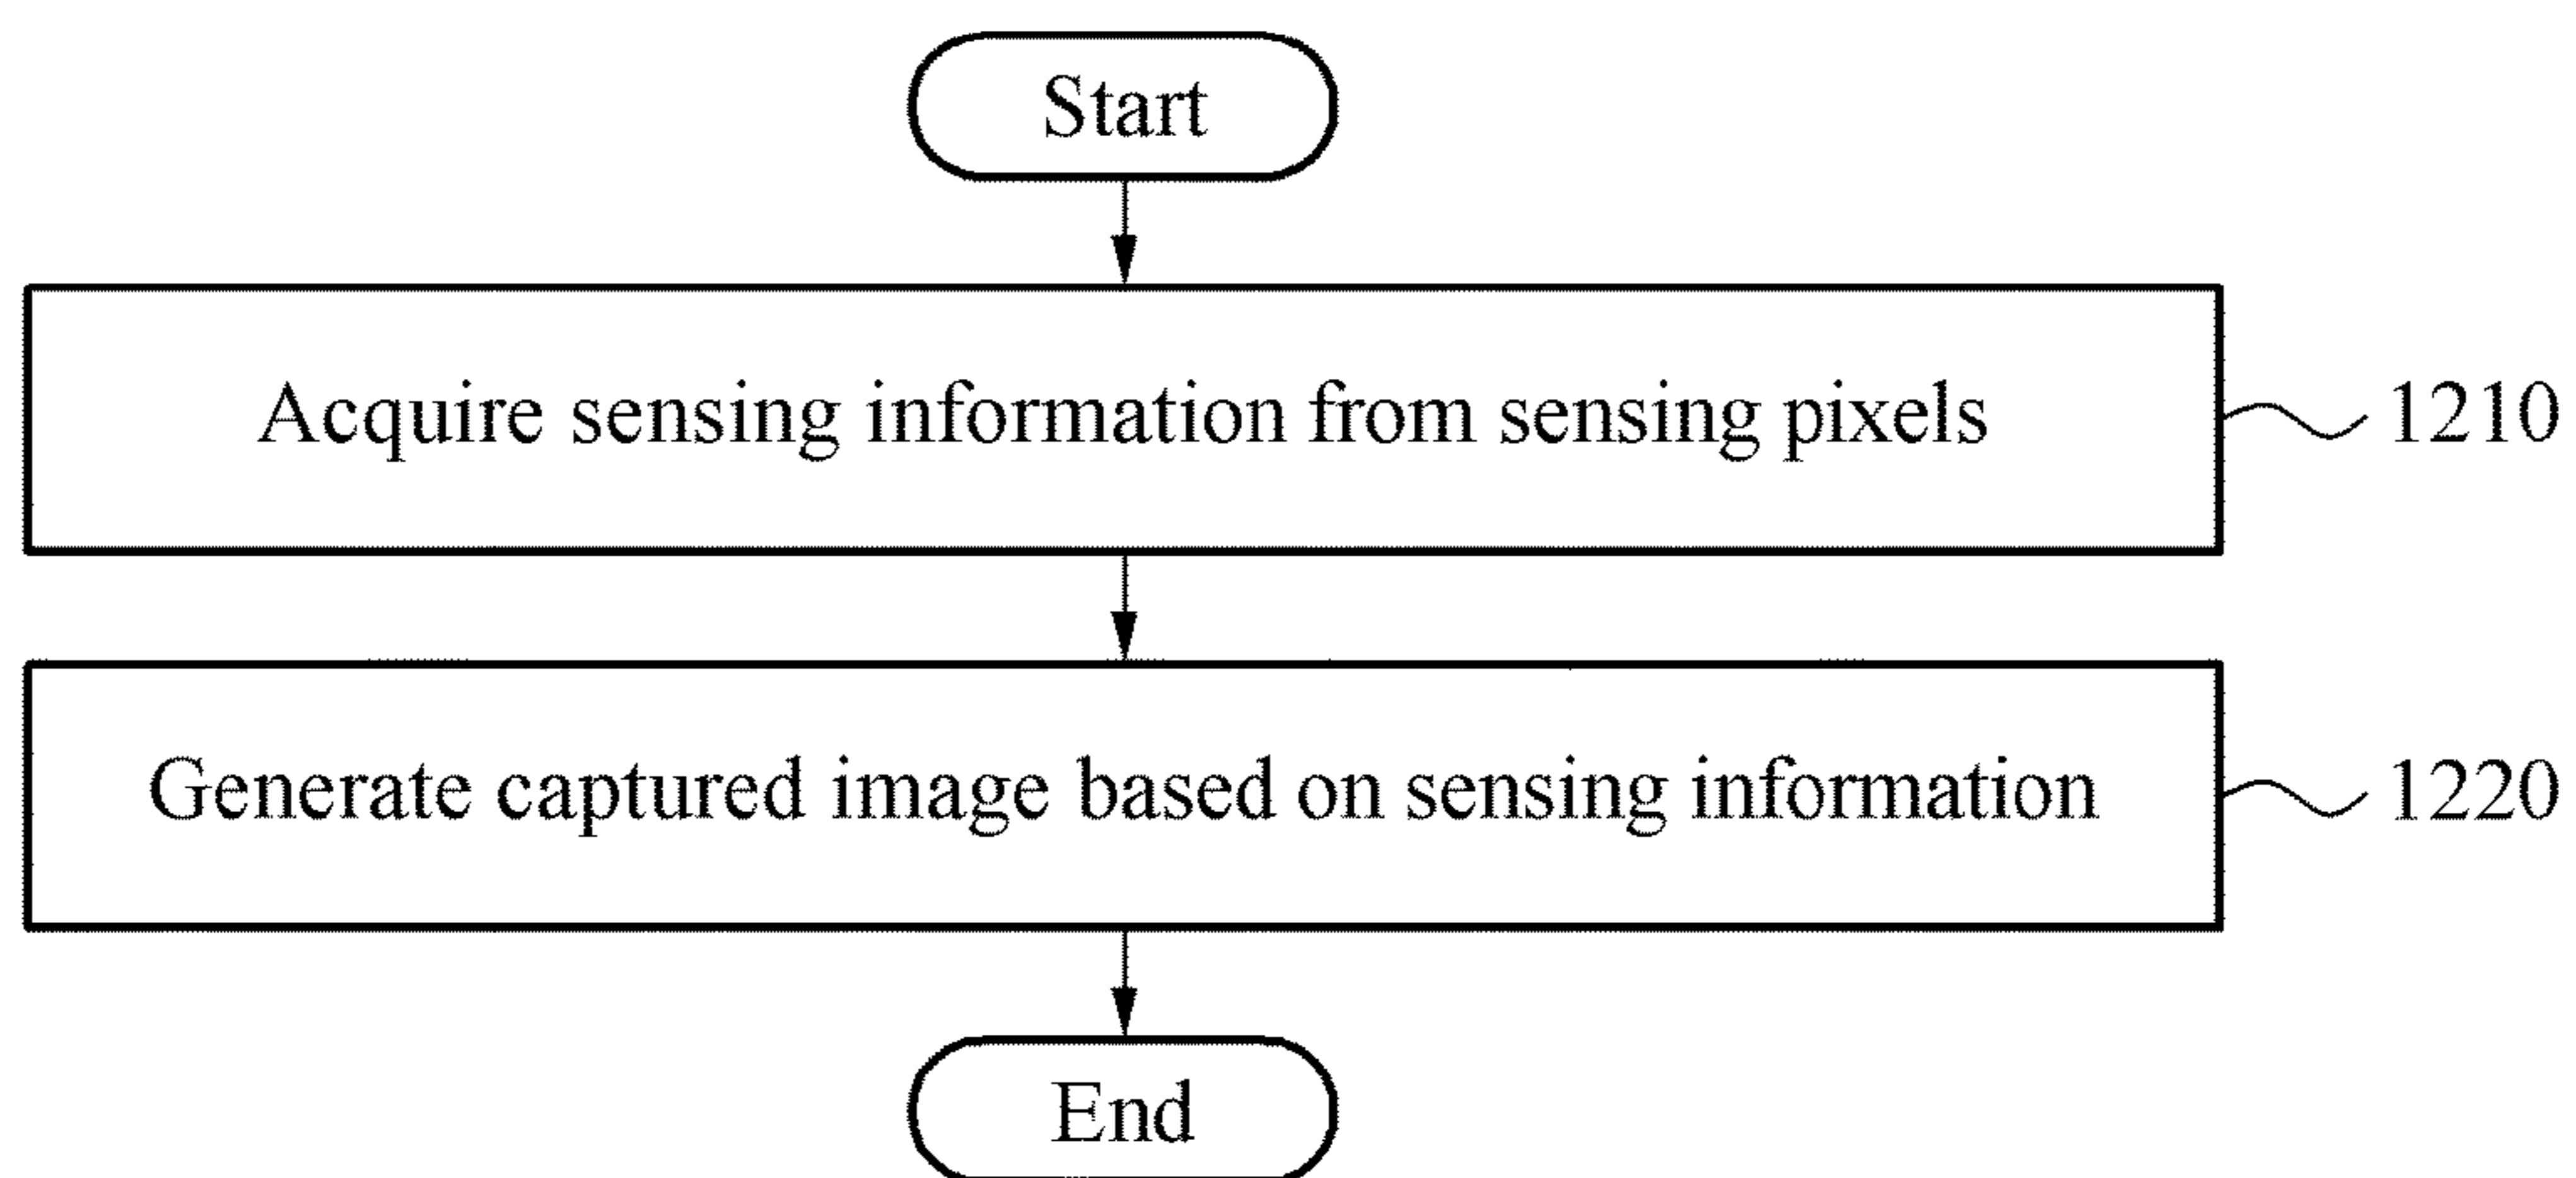 Start
Acquire sensing information from sensing pixels
1210
Generate captured image based on sensing information
1220
End